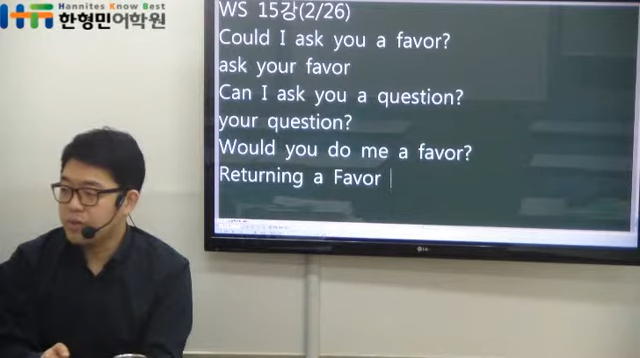 Hannites Know Best
한형민어학원
WS 15강(2/26)
Could I ask you a favor?
ask your favor
Can I ask you a question?
your question?
Would you do me a favor?
Returning a Favor
LG